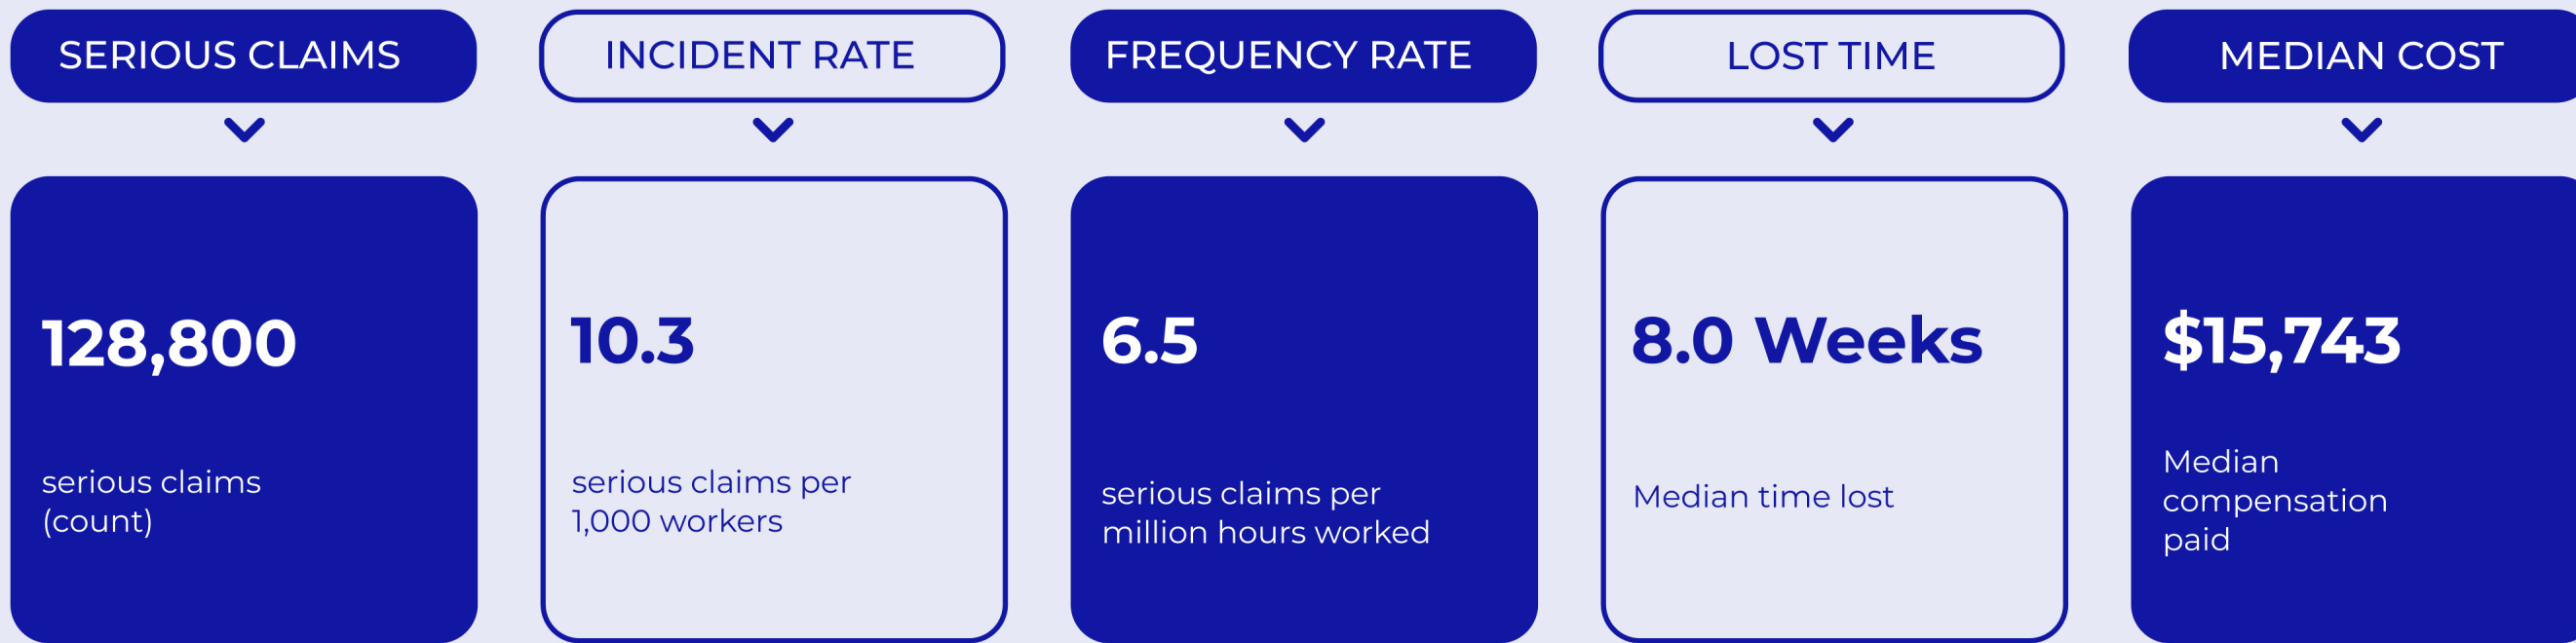 SERIOUS CLAIMS
INCIDENT RATE
FREQUENCY RATE
LOST TIME
MEDIAN COST
128,800
serious claims
(count)
10.3
serious claims per
1,000 workers
6.5
serious claims per
million hours worked
8.0 Weeks
Median time lost
$15,743
Median
compensation
paid